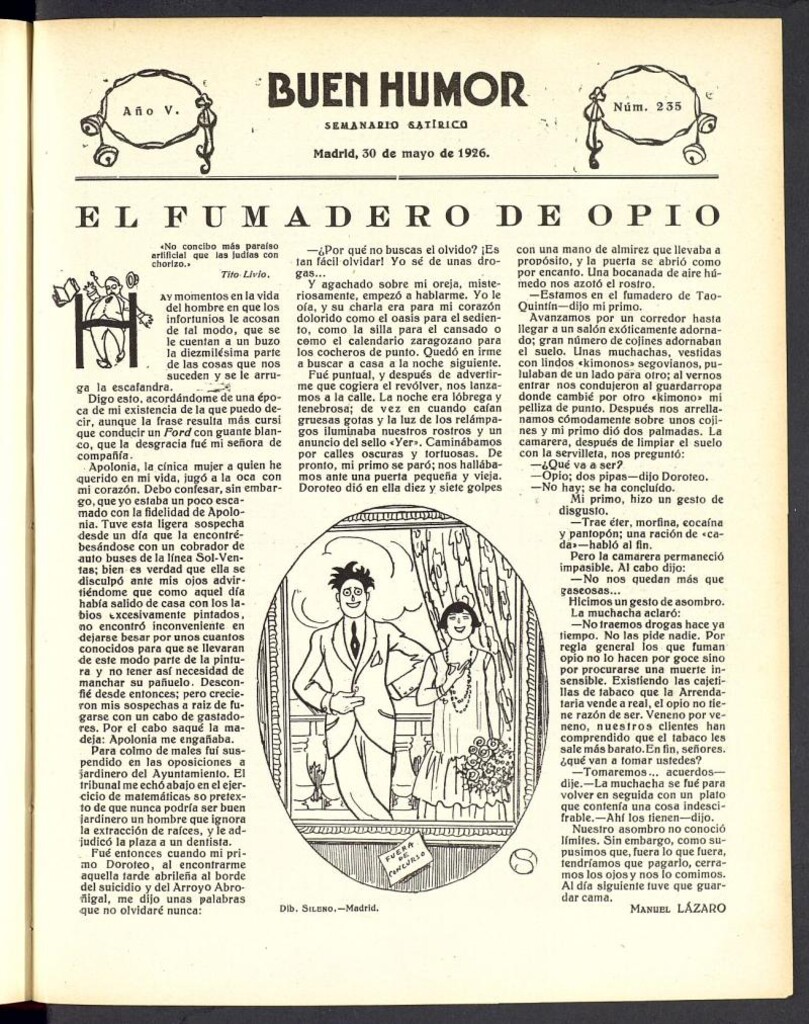 Año V.
BUEN HUMOR
SEMANARIO SATÍRICO
Madrid, 30 de mayo de 1926.
Núm. 235
EL FUMADERO DE OPIO
«No concibo más paraíso
artificial que las judías con
chorizo.»
Tito Livio.
HAY momentos en la vida
del hombre en que los
infortunios le acosan
de tal modo, que se
le cuentan a un buzo
la diezmilésima parte
de las cosas que nos
suceden y se le arru-
ga la escafandra.
Digo esto, acordándome de una épo-
ca de mi existencia de la que puedo de-
cir, aunque la frase resulta más cursi
que conducir un Ford con guante blan-
co, que la desgracia fué mi señora de
compañía.
Apolonia, la cínica mujer a quien he
querido en mi vida, jugó a la oca con
mi corazón. Debo confesar, sin embar-
go, que yo estaba un poco esca-
mado con la fidelidad de Apolo-
nia. Tuve esta ligera sospecha
desde un día que la encontré-
besándose con un cobrador de
auto buses de la línea Sol-Ven-
tas; bien es verdad que ella se
disculpó ante mis ojos advir-
tiéndome que como aquel día
había salido de casa con los la-
bios excesivamente pintados,
no encontró inconveniente en
dejarse besar por unos cuantos
conocidos para que se llevaran
de este modo parte de la pintu-
ra y no tener así necesidad de
manchar su pañuelo. Descon-
fié desde entonces; pero crecie-
ron mis sospechas a raiz de fu-
garse con un cabo de gastado-
res. Por el cabo saqué la ma-
deja: Apolonia me engañaba.
Para colmo de males fuí sus-
pendido en las oposiciones a
jardinero del Ayuntamiento. El
tribunal me echó abajo en el ejer-
cicio de matemáticas so pretex-
to de que nunca podría ser buen
jardinero un hombre que ignora
la extracción de raíces, y le ad-
judicó la plaza a un dentista.
Fué entonces cuando mi pri-
mo Doroteo, al encontrarme
aquella tarde abrileña al borde
del suicidio y del Arroyo Abro-
ñigal, me dijo unas palabras
que no olvidaré nunca:
—¿Por qué no buscas el olvido? ¡Es
tan fácil olvidar! Yo sé de unas dro-
gas...
Y agachado sobre mi oreja, miste-
riosamente, empezó a hablarme. Yo le
oía, y su charla era para mi corazón
dolorido como el oasis para el sedien-
to, como la silla para el cansado o
como el calendario zaragozano para
los cocheros de punto. Quedó en irme
a buscar a casa a la noche siguiente.
Fué puntual, y después de advertir-
me que cogiera el revólver, nos lanza-
mos a la calle. La noche era lóbrega y
tenebrosa; de vez en cuando caían
gruesas gotas y la luz de los relámpa-
gos iluminaba nuestros rostros y un
anuncio del sello «Yer». Caminábamos
por calles oscuras y tortuosas. De
pronto, mi primo se paró; nos hallába-
mos ante una puerta pequeña y vieja.
Doroteo dió en ella diez y siete golpes
FUERA
DE
CONCURSO
Dib. SILENO.—Madrid.
con una mano de almirez que llevaba a
propósito, y la puerta se abrió como
por encanto. Una bocanada de aire hú-
medo nos azotó el rostro.
—Estamos en el fumadero de Tao-
Quintín—dijo mi primo.
Avanzamos por un corredor hasta
llegar a un salón exóticamente adorna-
do; gran número de cojines adornaban
el suelo. Unas muchachas, vestidas
con lindos «kimonos» segovianos, pu-
lulaban de un lado para otro; al vernos
entrar nos condujeron al guardarropa
donde cambié por otro «kimono» mi
pelliza de punto. Después nos arrella-
namos cómodamente sobre unos coji-
nes y mi primo dió dos palmadas. La
camarera, después de limpiar el suelo
con la servilleta, nos preguntó:
—¿Qué va a ser?
—Opio; dos pipas—dijo Doroteo.
—No hay; se ha concluído.
Mi primo, hizo un gesto de
disgusto.
—Trae éter, morfina, cocaína
y pantopón; una ración de «ca-
da»—habló al fin.
Pero la camarera permaneció
impasible. Al cabo dijo:
—No nos quedan más que
gaseosas...
Hicimos un gesto de asombro.
La muchacha aclaró:
—No traemos drogas hace ya
tiempo. No las pide nadie. Por
regla general los que fuman
opio no lo hacen por goce sino
por procurarse una muerte in-
sensible. Existiendo las cajeti-
llas de tabaco que la Arrenda-
taria vende a real, el opio no tie-
ne razón de ser. Veneno por ve-
neno, nuestros clientes han
comprendido que el tabaco les
sale más barato. En fin, señores.
¿qué van a tomar ustedes?
—Tomaremos... acuerdos—
dije.—La muchacha se fué para
volver en seguida con un plato
que contenía una cosa indesci-
frable.—Ahí los tienen—dijo.
Nuestro asombro no conoció
límites. Sin embargo, como su-
pusimos que, fuera lo que fuera,
tendríamos que pagarlo, cerra-
mos los ojos y nos lo comimos.
Al día siguiente tuve que guar-
dar cama.
MANUEL LÁZARO